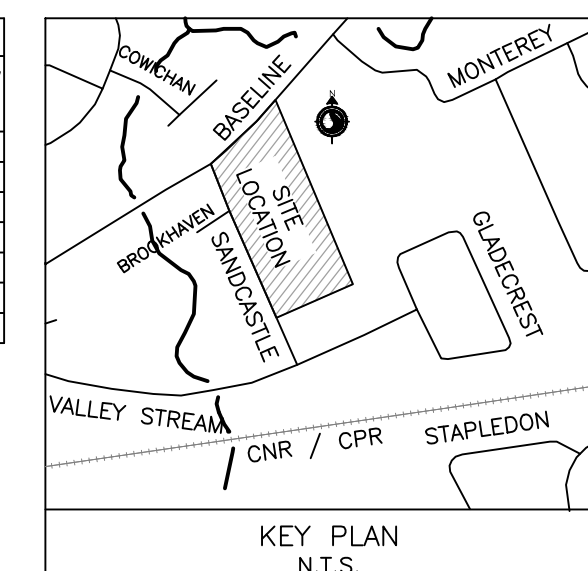 COWICHAN
BASELINE
MONTEREY
N
SITE
LOCATION
BROOKHAVEN
SANDCASTLE
GLADECREST
VALLEY STREAM
CNR / CPR
STAPLEDON
KEY PLAN
N.T.S.